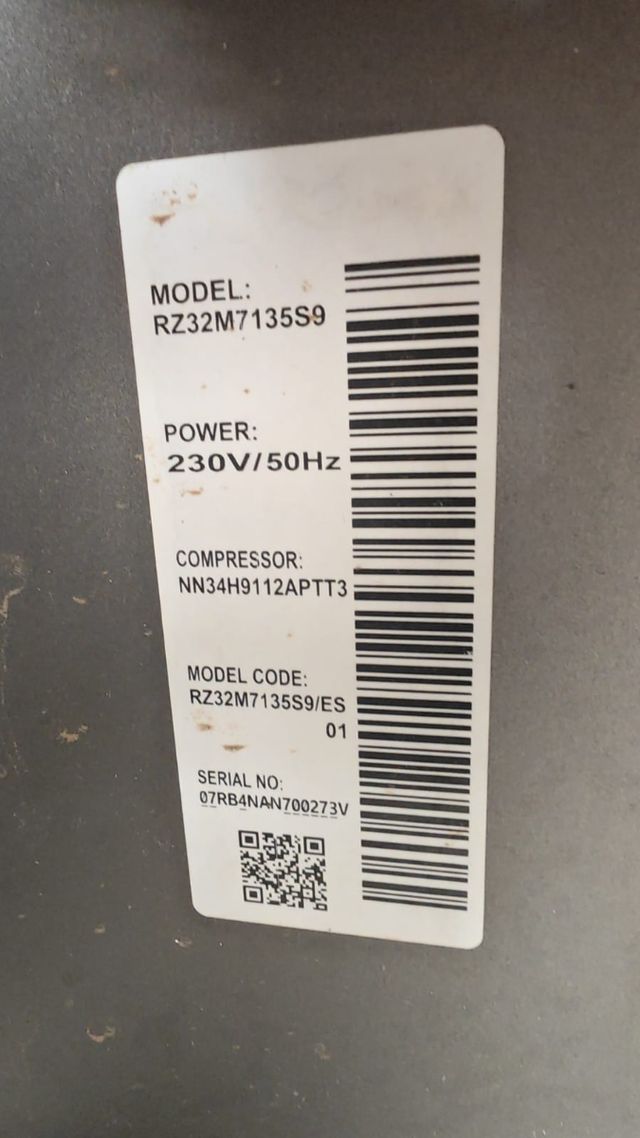 MODEL:
RZ32M7135S9
POWER:
230V/50Hz
COMPRESSOR:
NN34H9112APTT3
MODEL CODE:
RZ32M7135S9/ES
01
SERIAL NO:
07RB4NAN700273V